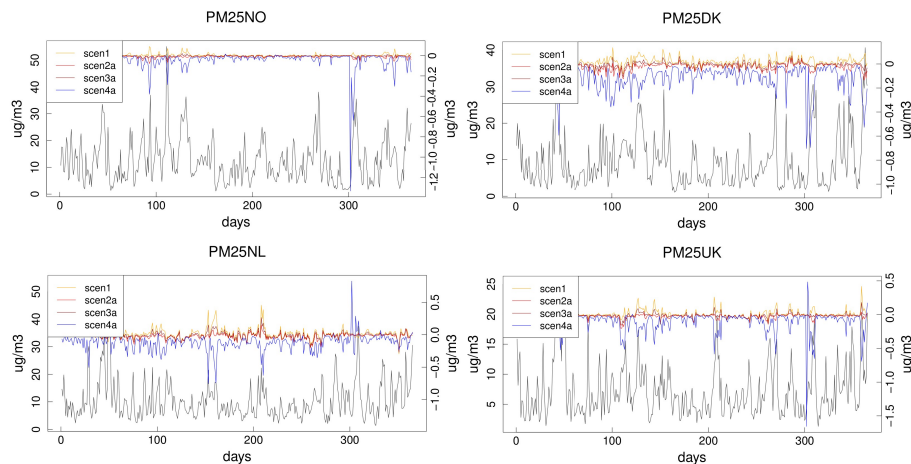 PM25NO
scen1
scen2a
scen3a
scen4a
ug/m3
0 10 20 30 40 50
0 −0.2 −0.4 −0.6 −0.8 −1.0 −1.2
ug/m3
0 100 200 300
days
PM25DK
scen1
scen2a
scen3a
scen4a
ug/m3
0 10 20 30 40
0 −0.2 −0.4 −0.6 −0.8 −1.0
ug/m3
0 100 200 300
days
PM25NL
scen1
scen2a
scen3a
scen4a
ug/m3
0 10 20 30 40 50
0.5 0.0 −0.5 −1.0
ug/m3
0 100 200 300
days
PM25UK
scen1
scen2a
scen3a
scen4a
ug/m3
5 10 15 20 25
0.5 0.0 −0.5 −1.0 −1.5
ug/m3
0 100 200 300
days